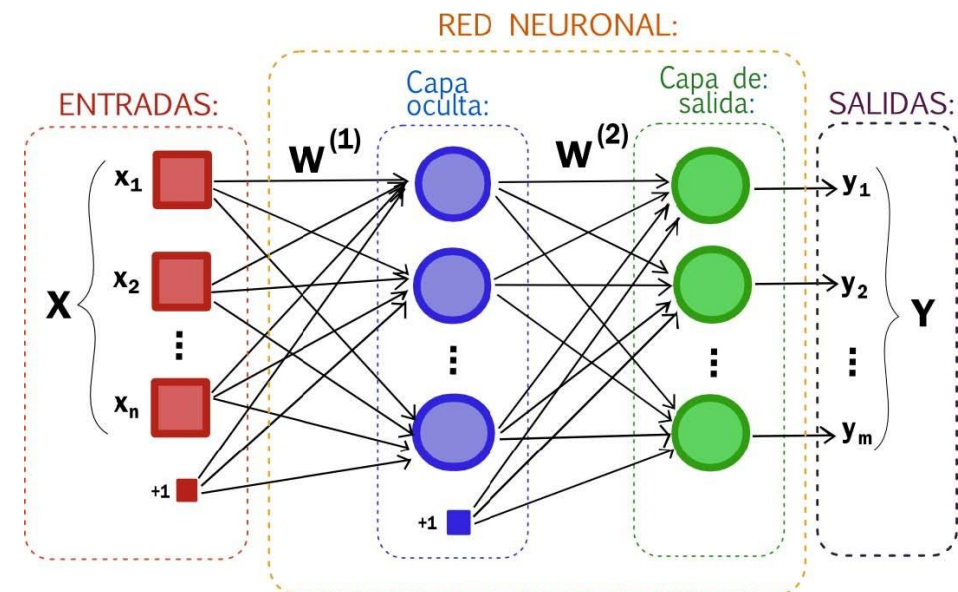 RED NEURONAL:
ENTRADAS:
Capa
oculta:
Capa de:
salida:
SALIDAS:
W(1)
W(2)
x1
x2
⋮
xn
+1
X
⋮
+1
⋮
y1
y2
⋮
ym
Y